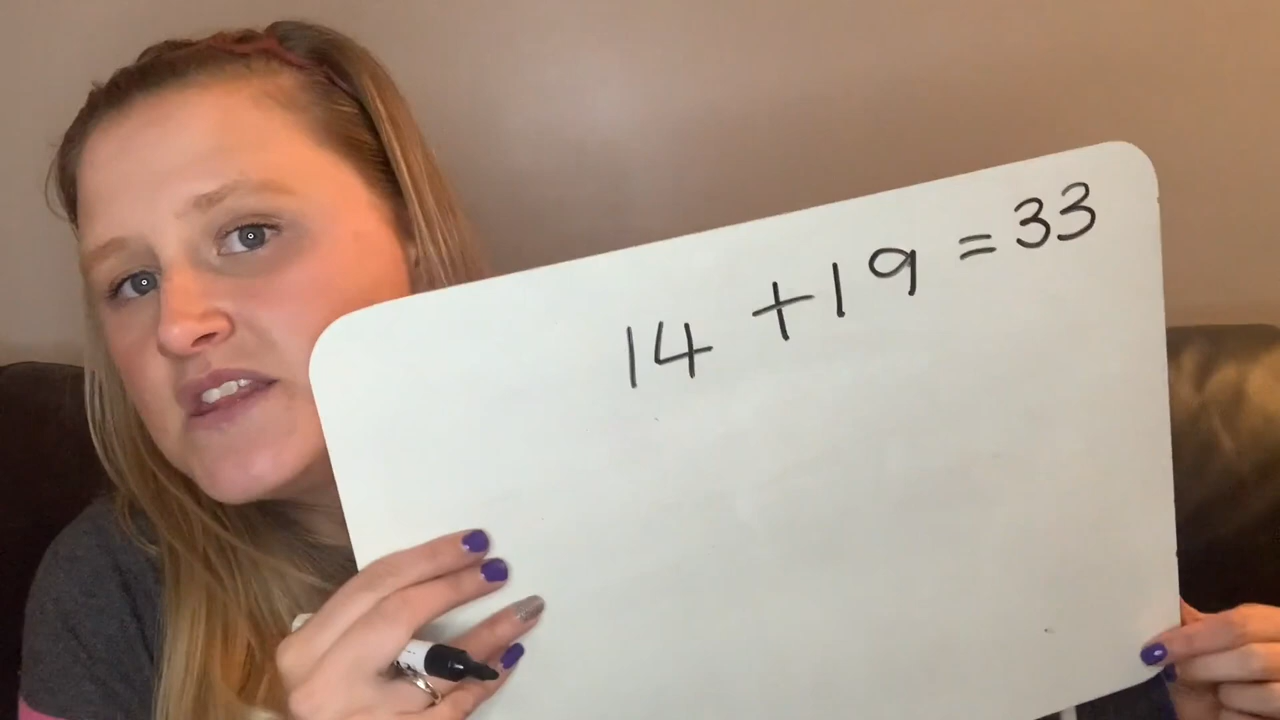 14 + 19 = 33